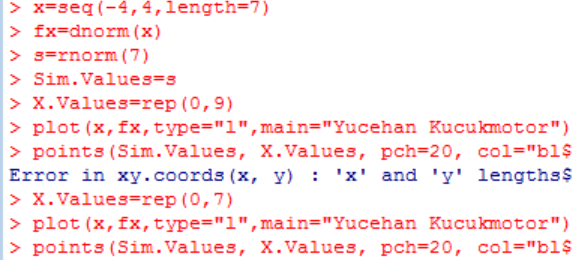 > x=seq(-4,4,length=7)
> fx=dnorm(x)
> s=rnorm(7)
> Sim.Values=s
> X.Values=rep(0,9)
> plot(x,fx,type="l",main="Yucehan Kucukmotor")
> points(Sim.Values, X.Values, pch=20, col="bl$
Error in xy.coords(x, y) : 'x' and 'y' lengths$
> X.Values=rep(0,7)
> plot(x,fx,type="l",main="Yucehan Kucukmotor")
> points(Sim.Values, X.Values, pch=20, col="bl$